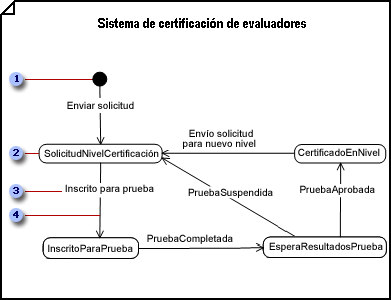 Sistema de certificación de evaluadores
1
Enviar solicitud
Envío solicitud
para nuevo nivel
2
SolicitudNivelCertificación
CertificadoEnNivel
3
Inscrito para prueba
PruebaSuspendida
PruebaAprobada
4
PruebaCompletada
InscritoParaPrueba
EsperaResultadosPrueba